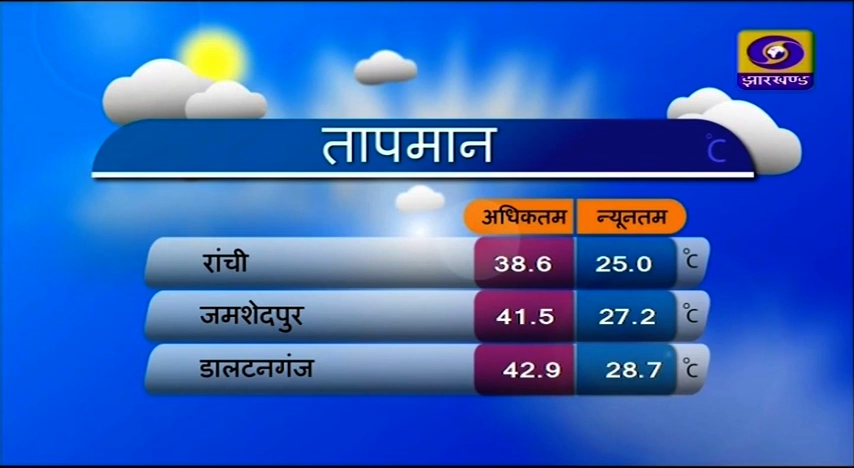 झारखण्ड
तापमान °C
अधिकतम न्यूनतम
रांची 38.6 25.0 °C
जमशेदपुर 41.5 27.2 °C
डालटनगंज 42.9 28.7 °C